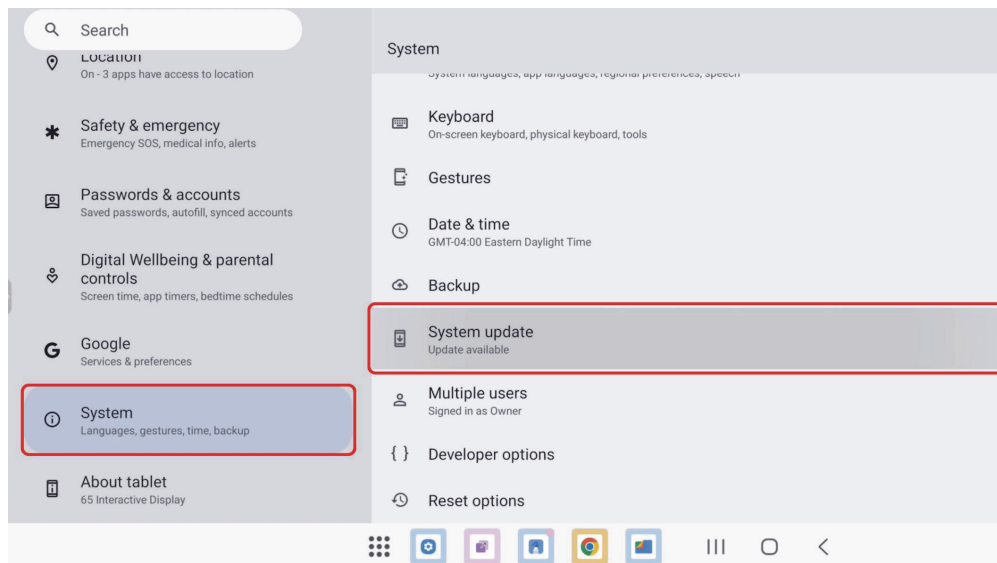 Search
Location
On - 3 apps have access to location
Safety & emergency
Emergency SOS, medical info, alerts
Passwords & accounts
Saved passwords, autofill, synced accounts
Digital Wellbeing & parental
controls
Screen time, app timers, bedtime schedules
Google
Services & preferences
System
Languages, gestures, time, backup
About tablet
65 Interactive Display
System
System languages, app languages, regional preferences, speech
Keyboard
On-screen keyboard, physical keyboard, tools
Gestures
Date & time
GMT-04:00 Eastern Daylight Time
Backup
System update
Update available
Multiple users
Signed in as Owner
Developer options
Reset options